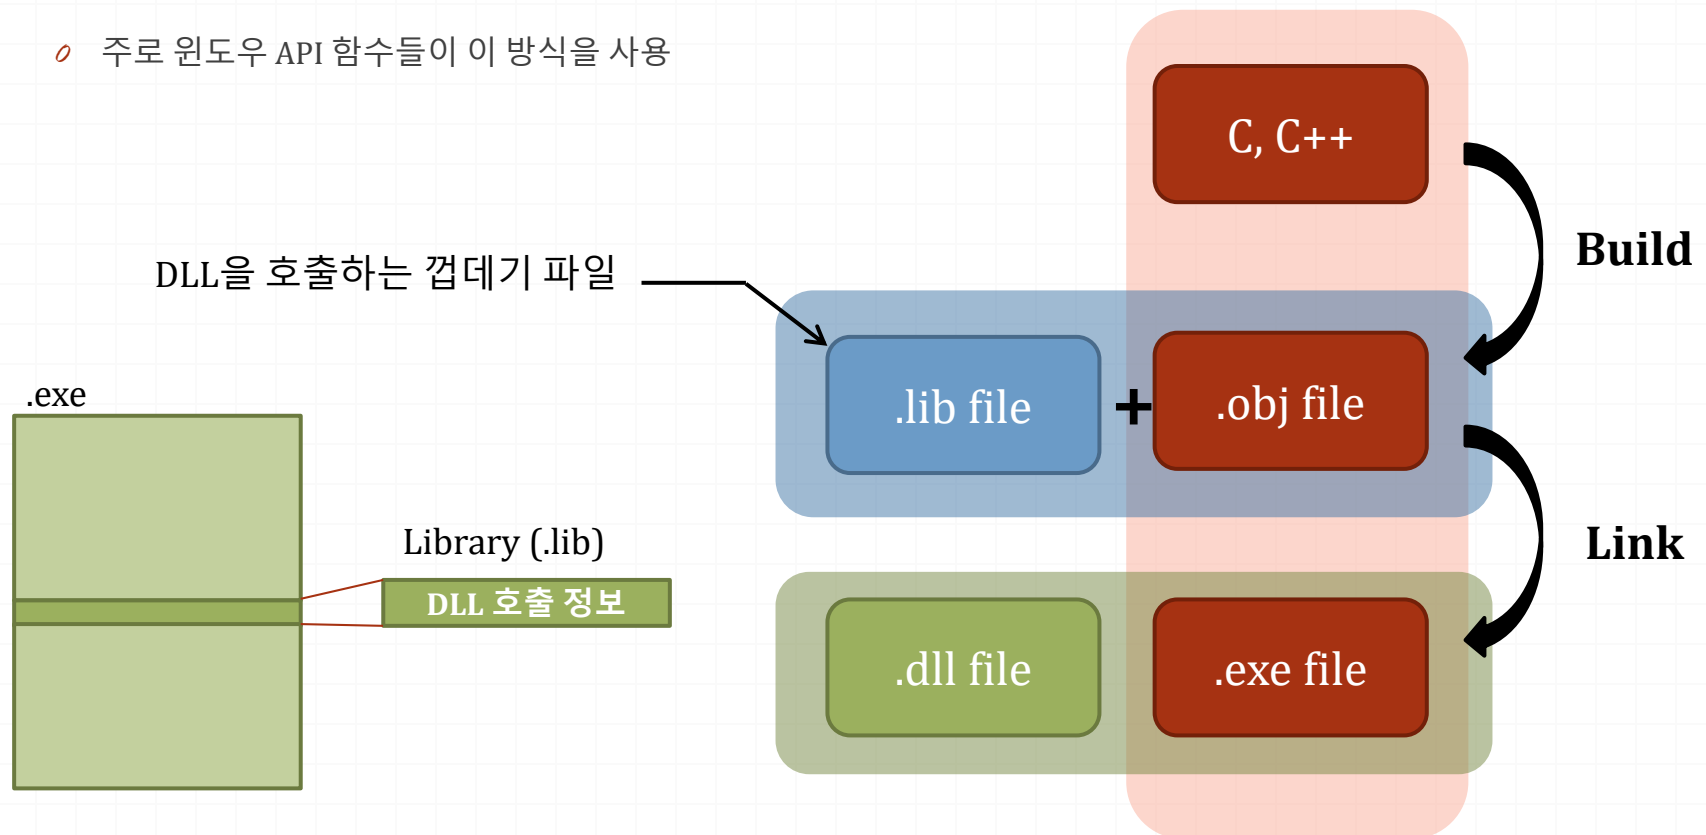 주로 윈도우 API 함수들이 이 방식을 사용
C, C++
Build
DLL을 호출하는 껍데기 파일
.lib file
+
.obj file
.exe
Link
Library (.lib)
DLL 호출 정보
.dll file
.exe file